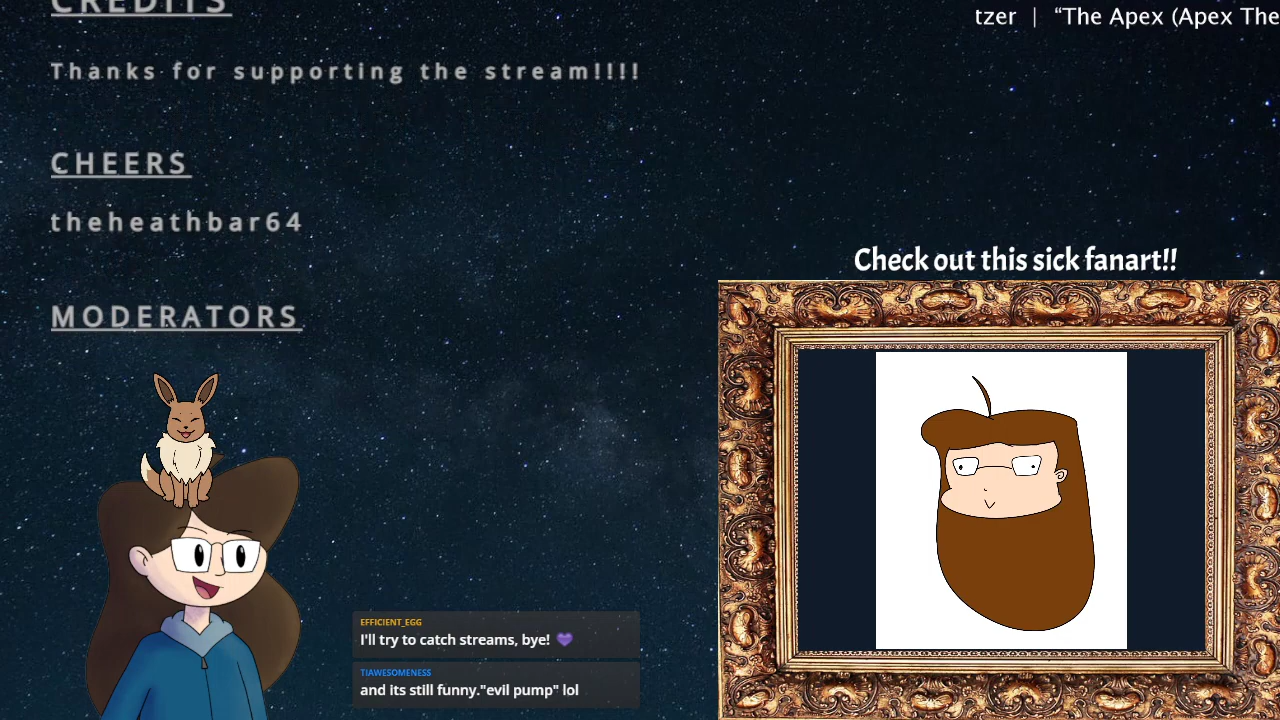 CREDITS
tzer | “The Apex (Apex The
Thanks for supporting the stream!!!!
CHEERS
theheathbar64
Check out this sick fanart!!
MODERATORS
EFFICIENT_EGG
I'll try to catch streams, bye! 💜
TIAWESOMENESS
and its still funny."evil pump" lol